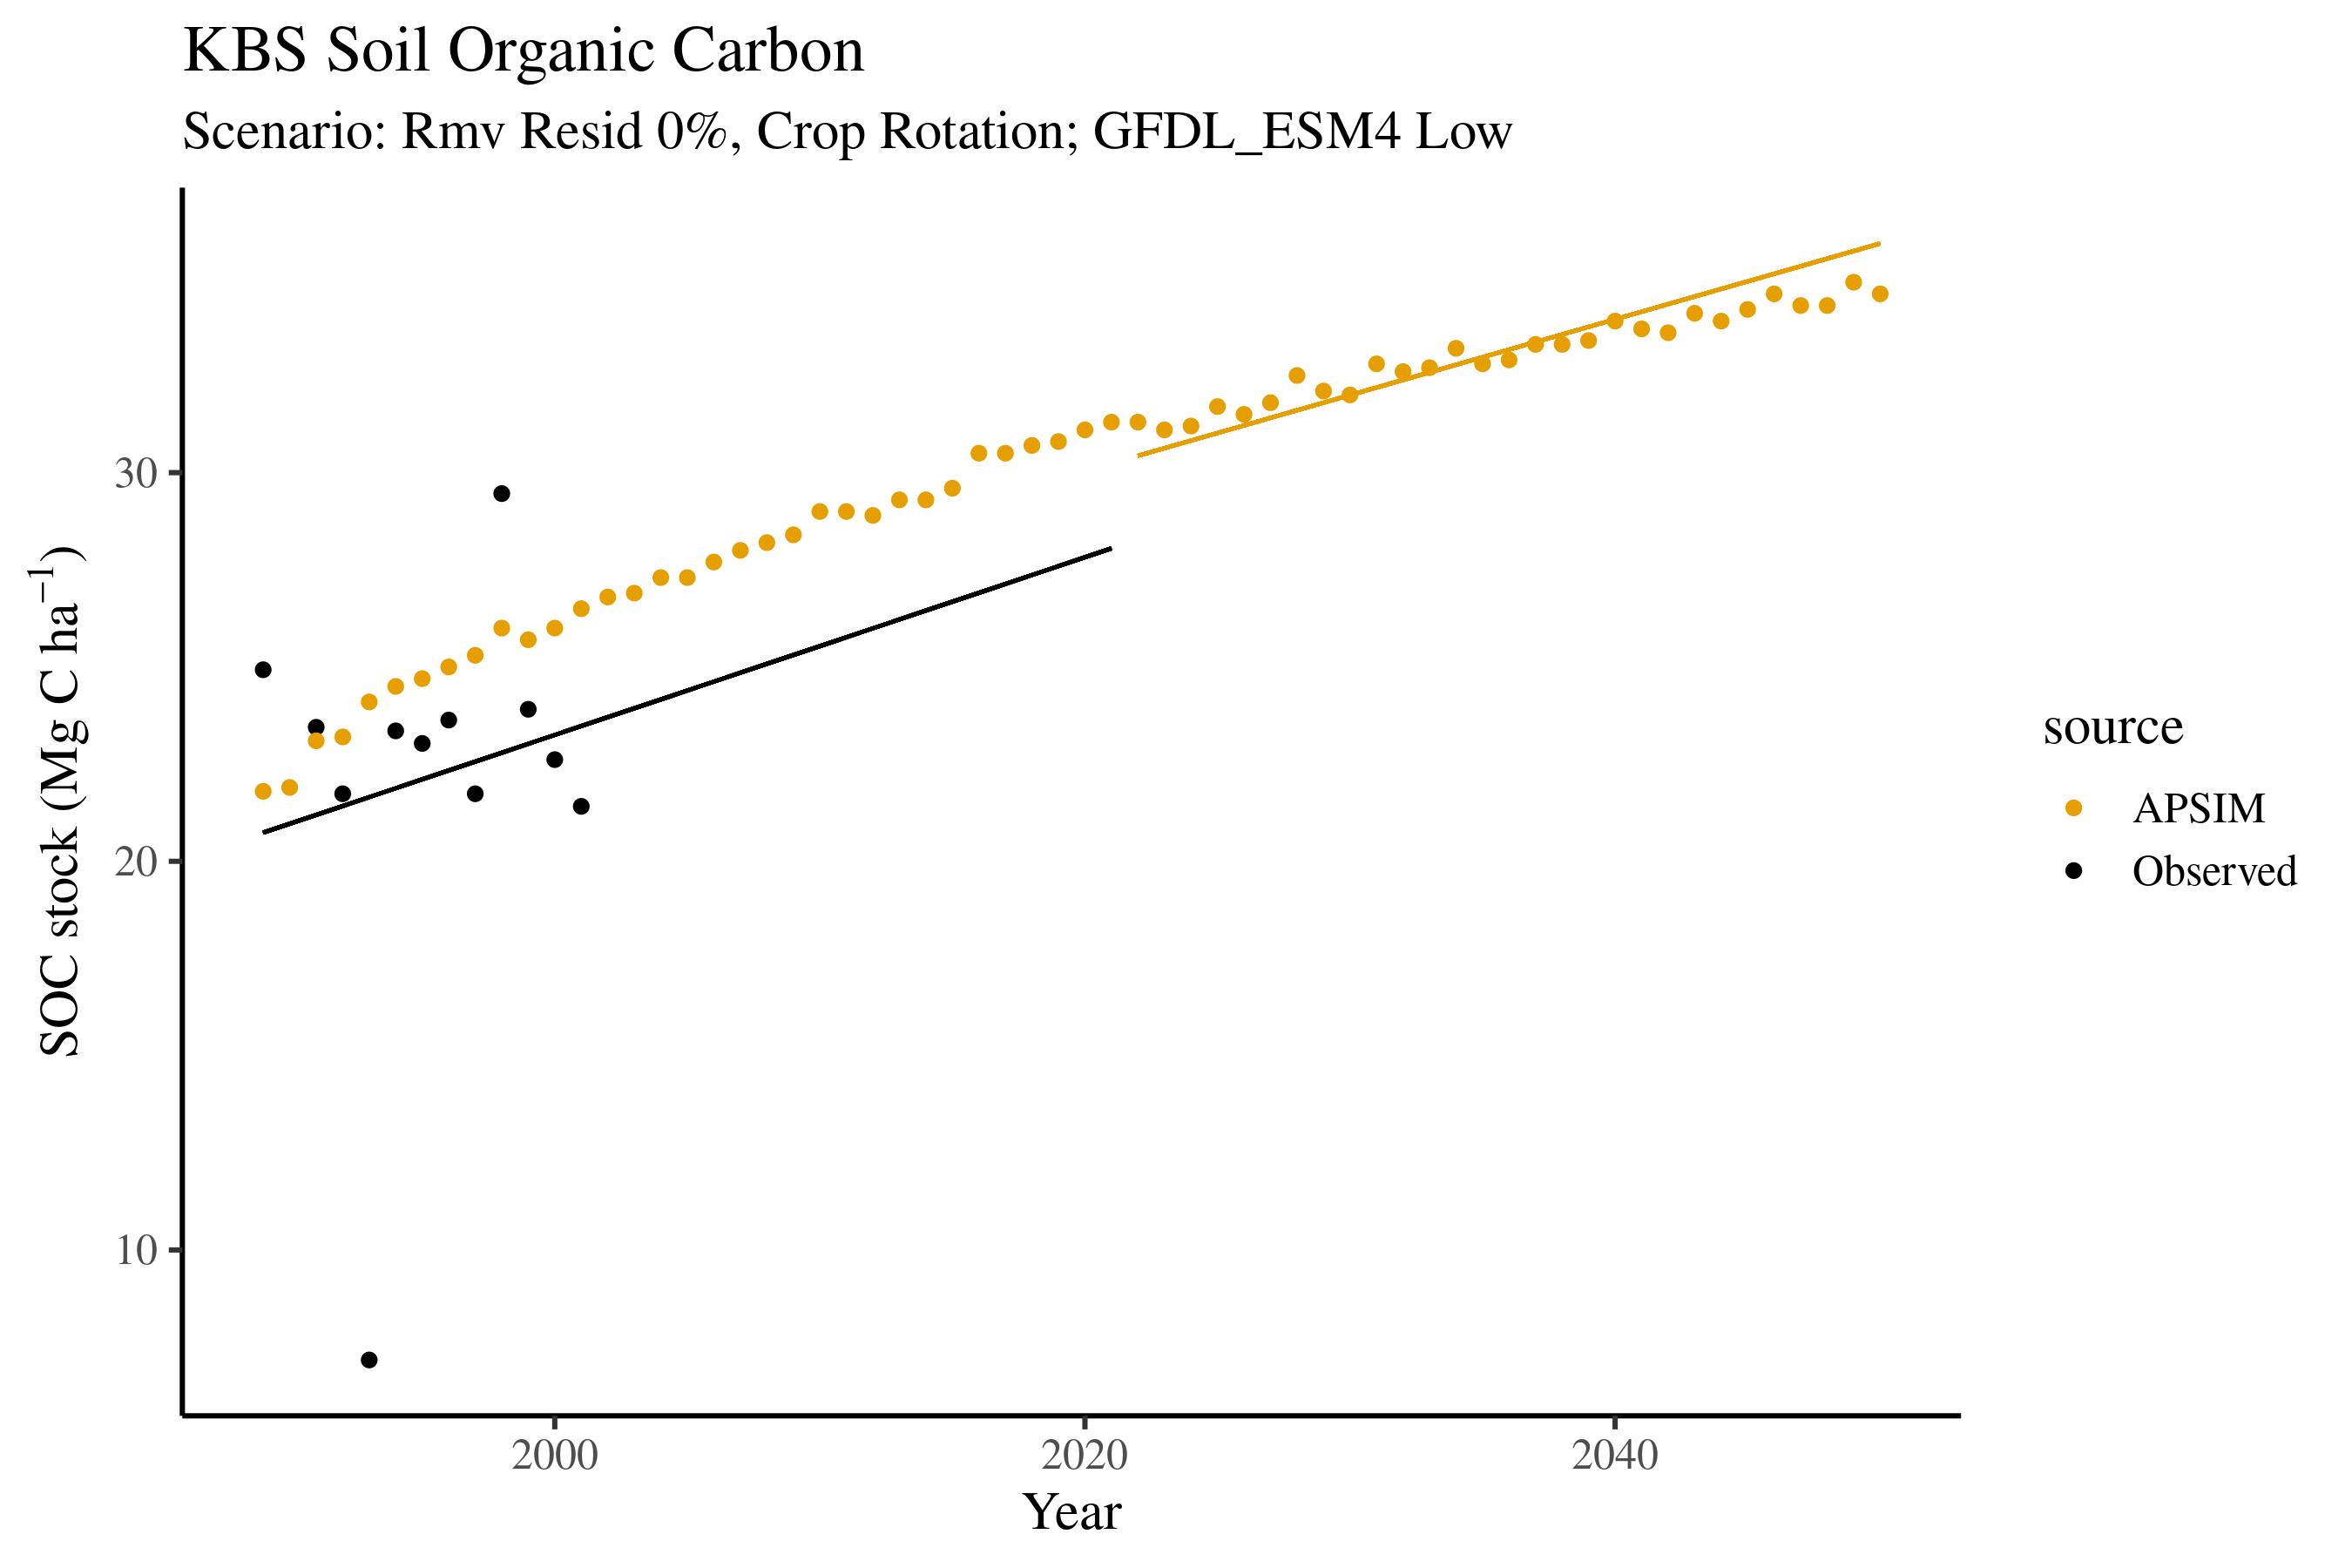 KBS Soil Organic Carbon
Scenario: Rmv Resid 0%, Crop Rotation; GFDL_ESM4 Low
SOC stock (Mg C ha⁻¹)
30
20
10
2000
2020
2040
Year
source
APSIM
Observed